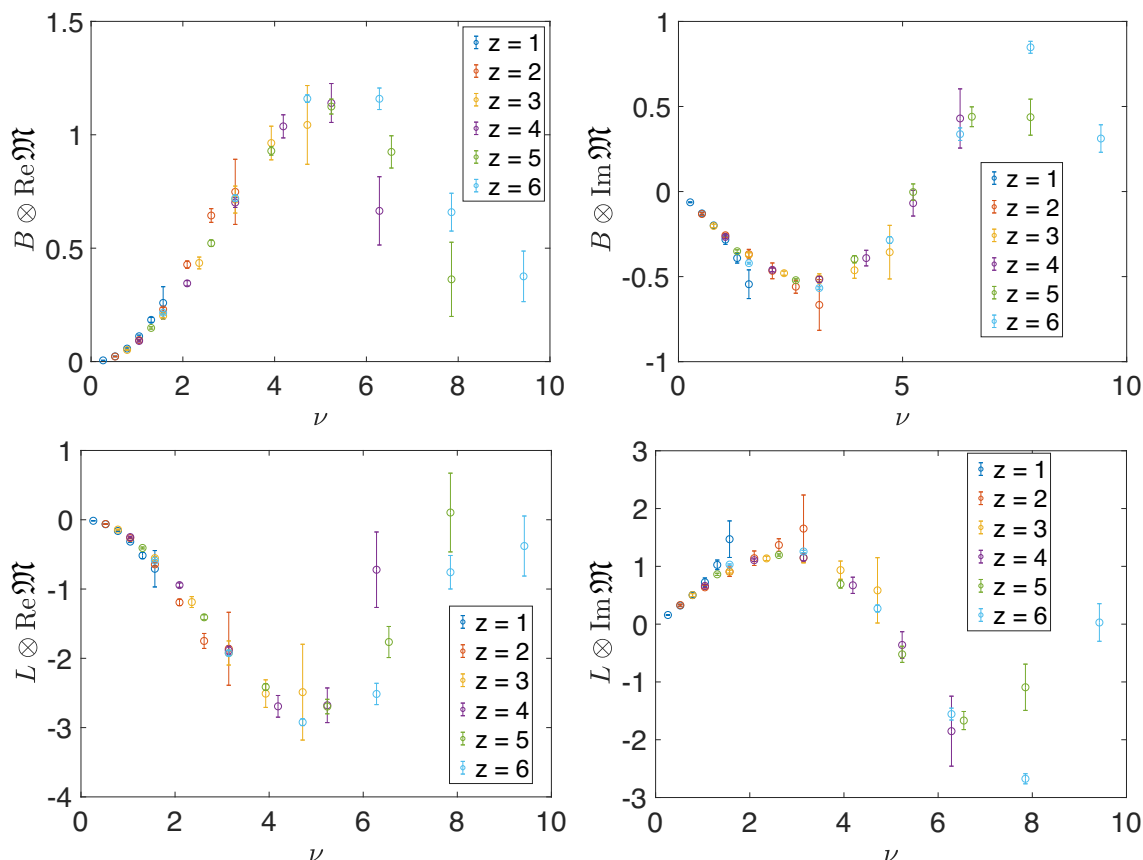 1.5
1
0.5
0
0 2 4 6 8 10
ν
B ⊗ Re𝔐
z = 1
z = 2
z = 3
z = 4
z = 5
z = 6
1
0.5
0
-0.5
-1
0 5 10
ν
B ⊗ Im𝔐
z = 1
z = 2
z = 3
z = 4
z = 5
z = 6
1
0
-1
-2
-3
-4
0 2 4 6 8 10
ν
L ⊗ Re𝔐
z = 1
z = 2
z = 3
z = 4
z = 5
z = 6
3
2
1
0
-1
-2
-3
0 2 4 6 8 10
ν
L ⊗ Im𝔐
z = 1
z = 2
z = 3
z = 4
z = 5
z = 6